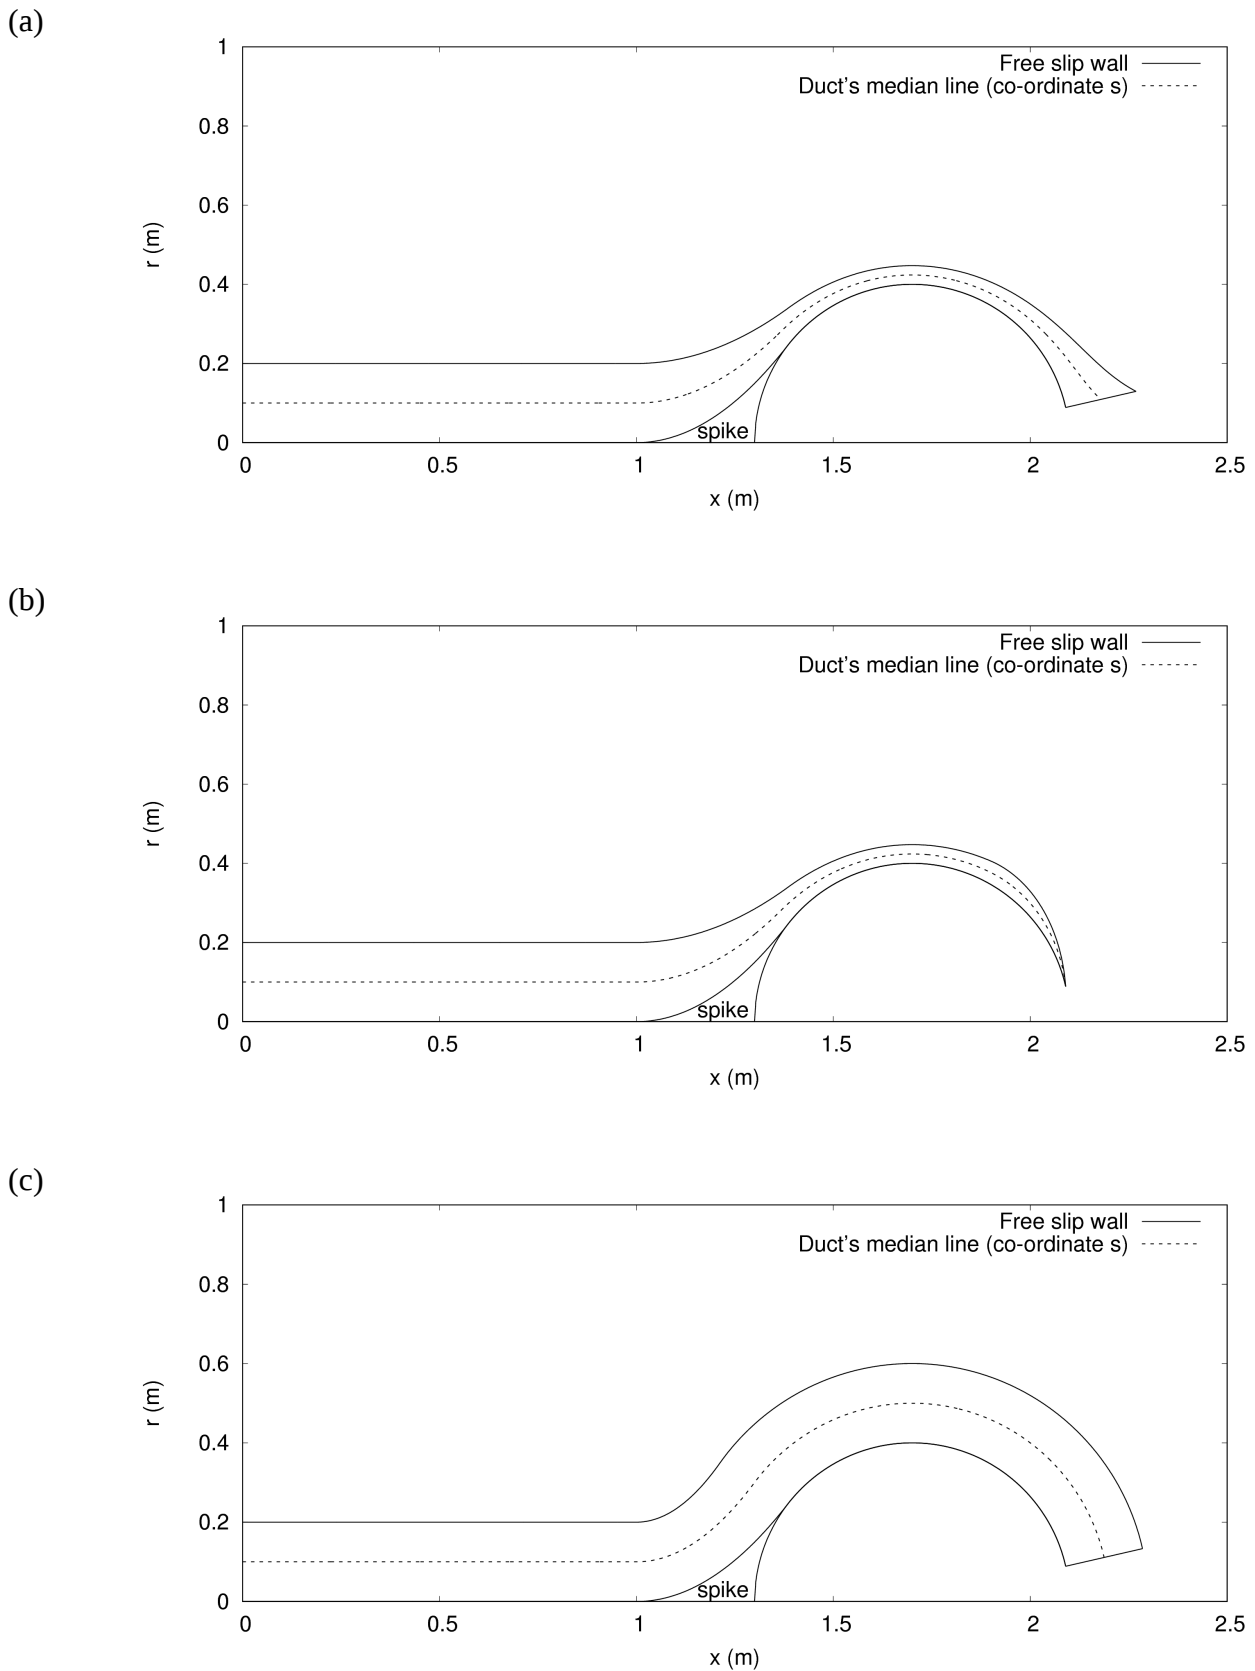 (a)
1
Free slip wall
Duct's median line (co-ordinate s)
0.8
0.6
r (m)
0.4
0.2
spike
0
0 0.5 1 1.5 2 2.5
x (m)
(b)
1
Free slip wall
Duct's median line (co-ordinate s)
0.8
0.6
r (m)
0.4
0.2
spike
0
0 0.5 1 1.5 2 2.5
x (m)
(c)
1
Free slip wall
Duct's median line (co-ordinate s)
0.8
0.6
r (m)
0.4
0.2
spike
0
0 0.5 1 1.5 2 2.5
x (m)